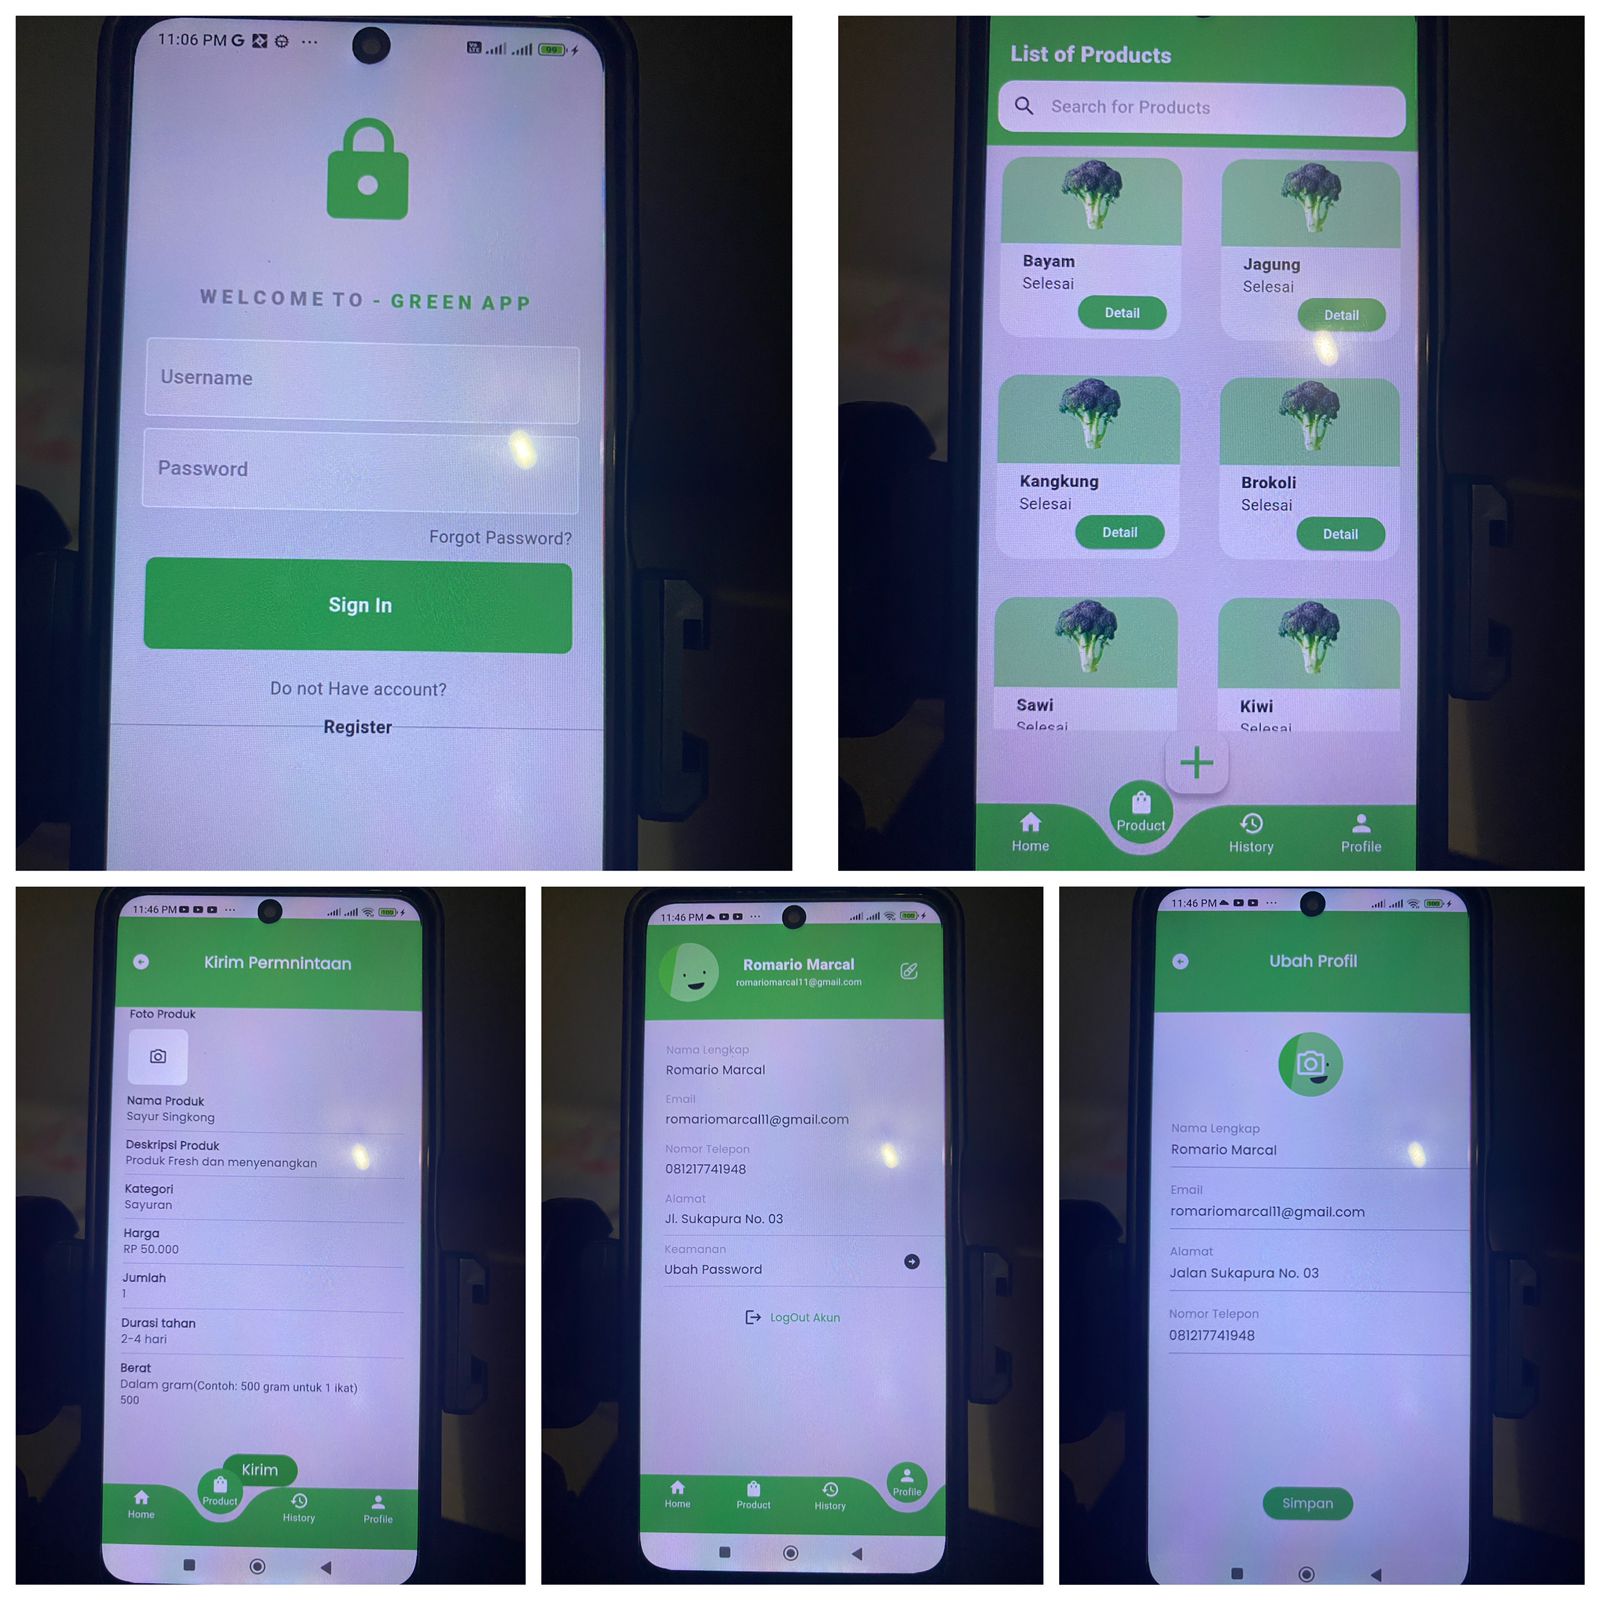 11:06 PM
99
WELCOME TO - GREEN APP
Username
Password
Forgot Password?
Sign In
Do not Have account?
Register
List of Products
Search for Products
Bayam
Selesai
Detail
Jagung
Selesai
Detail
Kangkung
Selesai
Detail
Brokoli
Selesai
Detail
Sawi
Selesai
Kiwi
Selesai
Home
Product
History
Profile
11:46 PM
100
Kirim Permnintaan
Foto Produk
Nama Produk
Sayur Singkong
Deskripsi Produk
Produk Fresh dan menyenangkan
Kategori
Sayuran
Harga
RP 50.000
Jumlah
1
Durasi tahan
2-4 hari
Berat
Dalam gram(Contoh: 500 gram untuk 1 ikat)
500
Kirim
Home
Product
History
Profile
11:46 PM
100
Romario Marcal
romariomarcal11@gmail.com
Nama Lengkap
Romario Marcal
Email
romariomarcal11@gmail.com
Nomor Telepon
081217741948
Alamat
Jl. Sukapura No. 03
Keamanan
Ubah Password
LogOut Akun
Home
Product
History
Profile
11:46 PM
100
Ubah Profil
Nama Lengkap
Romario Marcal
Email
romariomarcal11@gmail.com
Alamat
Jalan Sukapura No. 03
Nomor Telepon
081217741948
Simpan